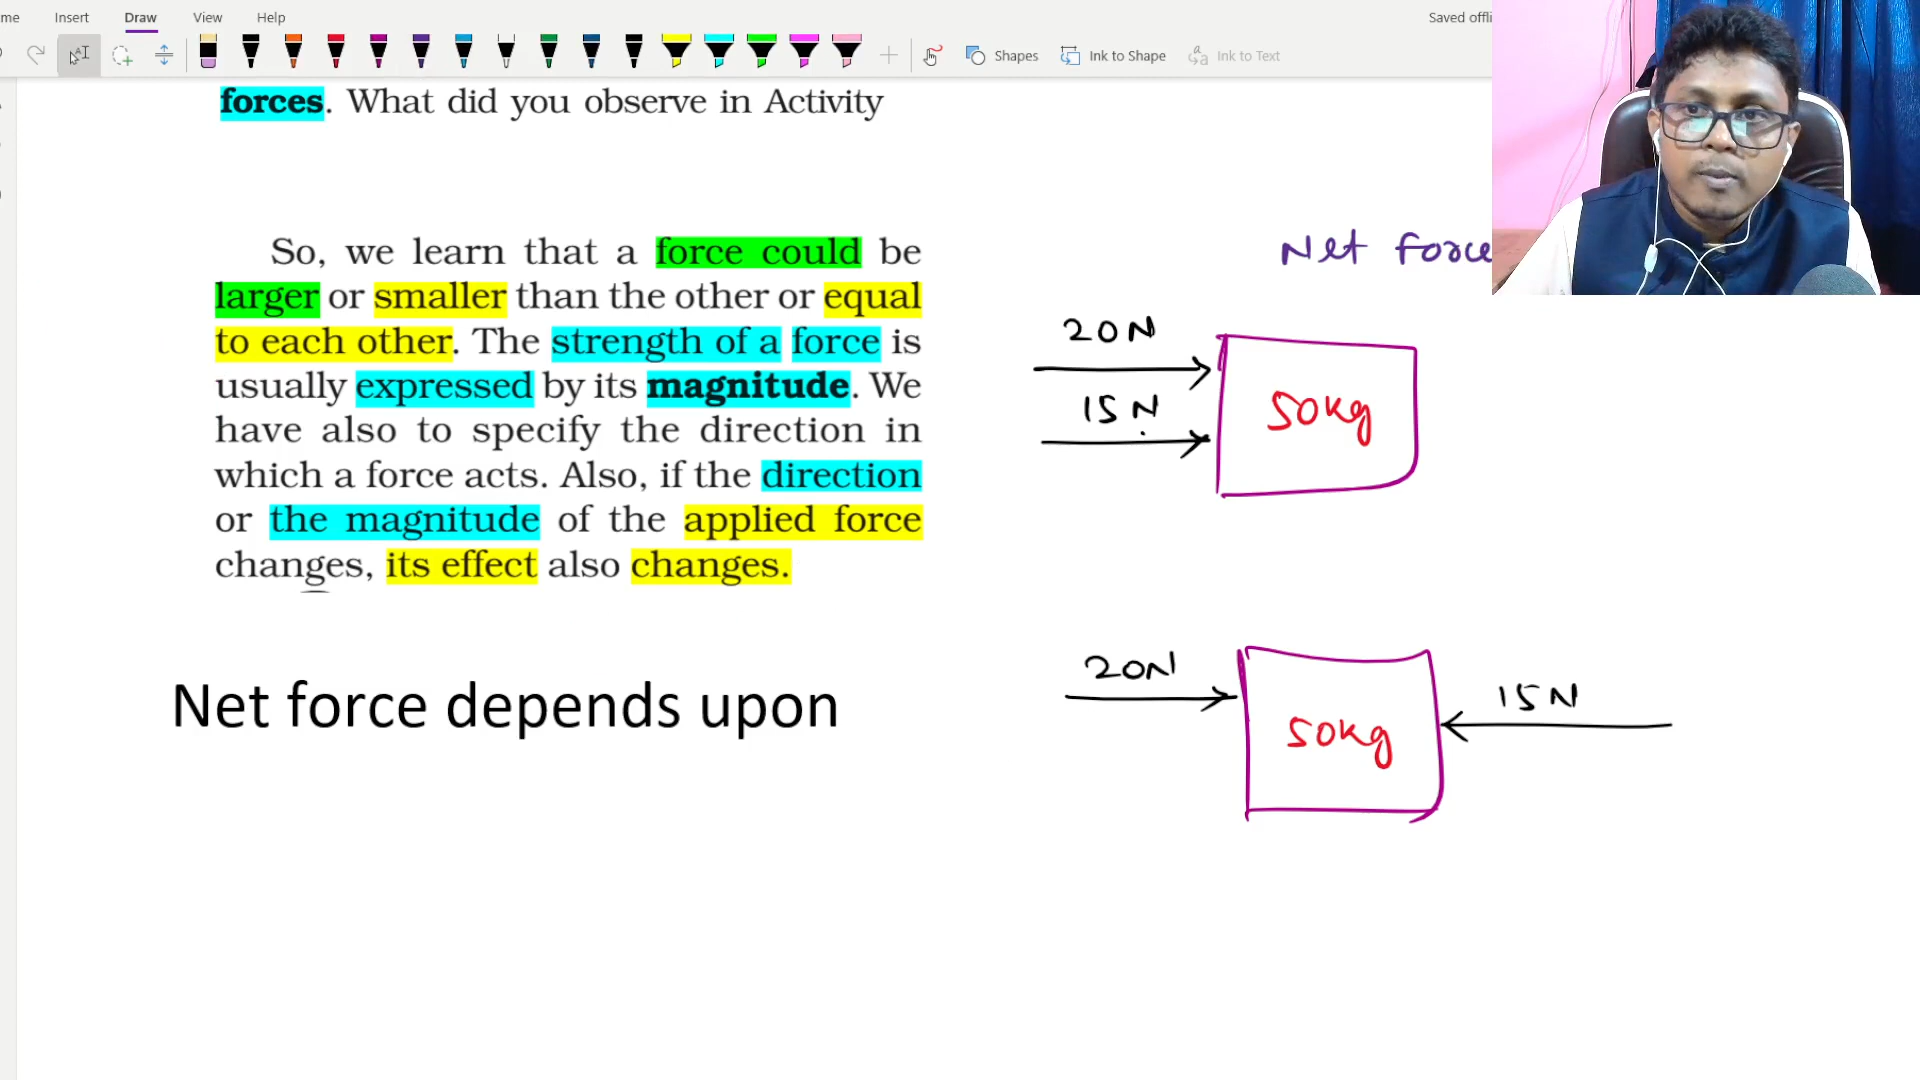 me Insert Draw View Help
Saved offli
Shapes Ink to Shape Ink to Text
forces. What did you observe in Activity
So, we learn that a force could be
larger or smaller than the other or equal
to each other. The strength of a force is
usually expressed by its magnitude. We
have also to specify the direction in
which a force acts. Also, if the direction
or the magnitude of the applied force
changes, its effect also changes.
Net force depends upon
Net force
20N
15N
50kg
20N
50kg
15N